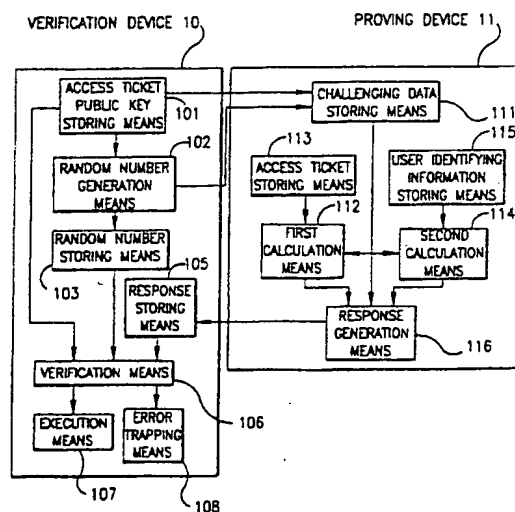 VERIFICATION DEVICE 10
PROVING DEVICE 11
ACCESS TICKET
PUBLIC KEY
STORING MEANS
101
102
RANDOM NUMBER
GENERATION
MEANS
RANDOM NUMBER
STORING MEANS
103
105
RESPONSE
STORING
MEANS
VERIFICATION MEANS
106
EXECUTION
MEANS
107
ERROR
TRAPPING
MEANS
108
CHALLENGING DATA
STORING MEANS
111
113
ACCESS TICKET
STORING MEANS
115
USER IDENTIFYING
INFORMATION
STORING MEANS
112
FIRST
CALCULATION
MEANS
114
SECOND
CALCULATION
MEANS
RESPONSE
GENERATION
MEANS
116